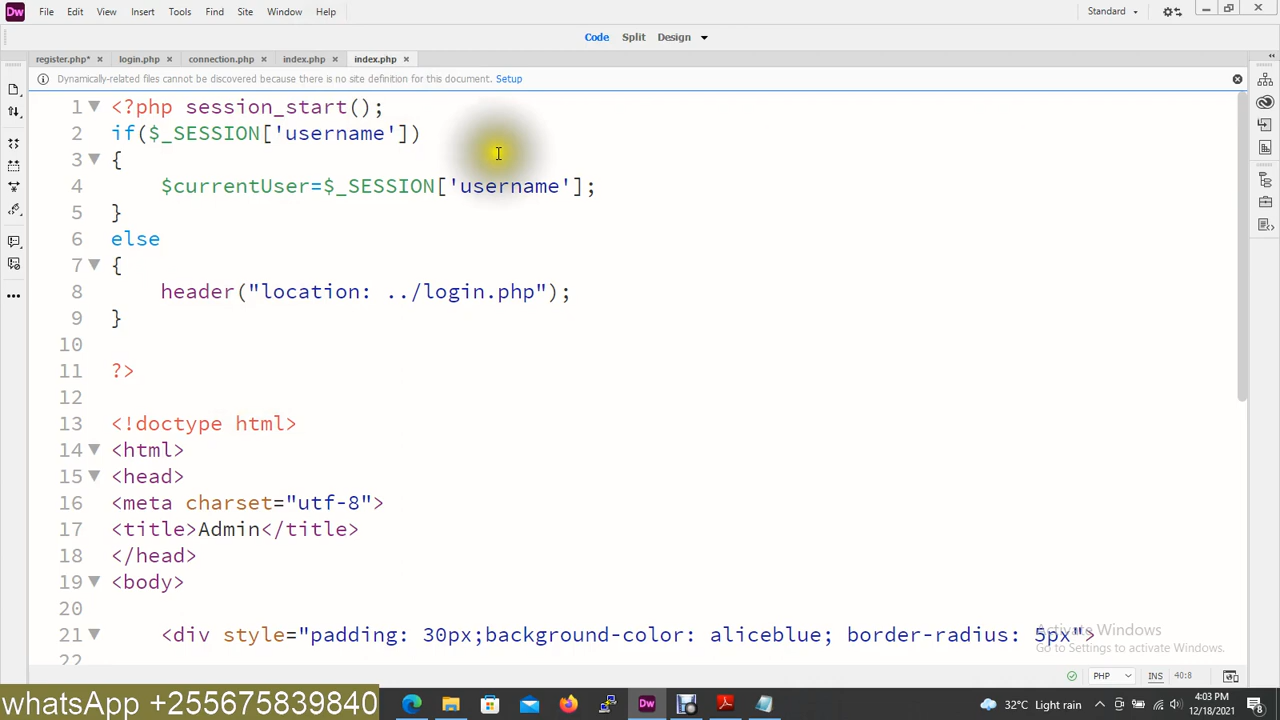 Dw File Edit View Insert Tools Find Site Window Help Standard
Code Split Design
register.php* login.php connection.php index.php index.php
Dynamically-related files cannot be discovered because there is no site definition for this document. Setup
1 <?php session_start();
2 if($_SESSION['username'])
3 {
4 $currentUser=$_SESSION['username'];
5 }
6 else
7 {
8 header("location: ../login.php");
9 }
10
11 ?>
12
13 <!doctype html>
14 <html>
15 <head>
16 <meta charset="utf-8">
17 <title>Admin</title>
18 </head>
19 <body>
20
21 <div style="padding: 30px;background-color: aliceblue; border-radius: 5px">
22
Activate Windows
Go to Settings to activate Windows.
PHP INS 40:8
whatsApp +255675839840
Dw
32°C Light rain
4:03 PM
12/18/2021
8